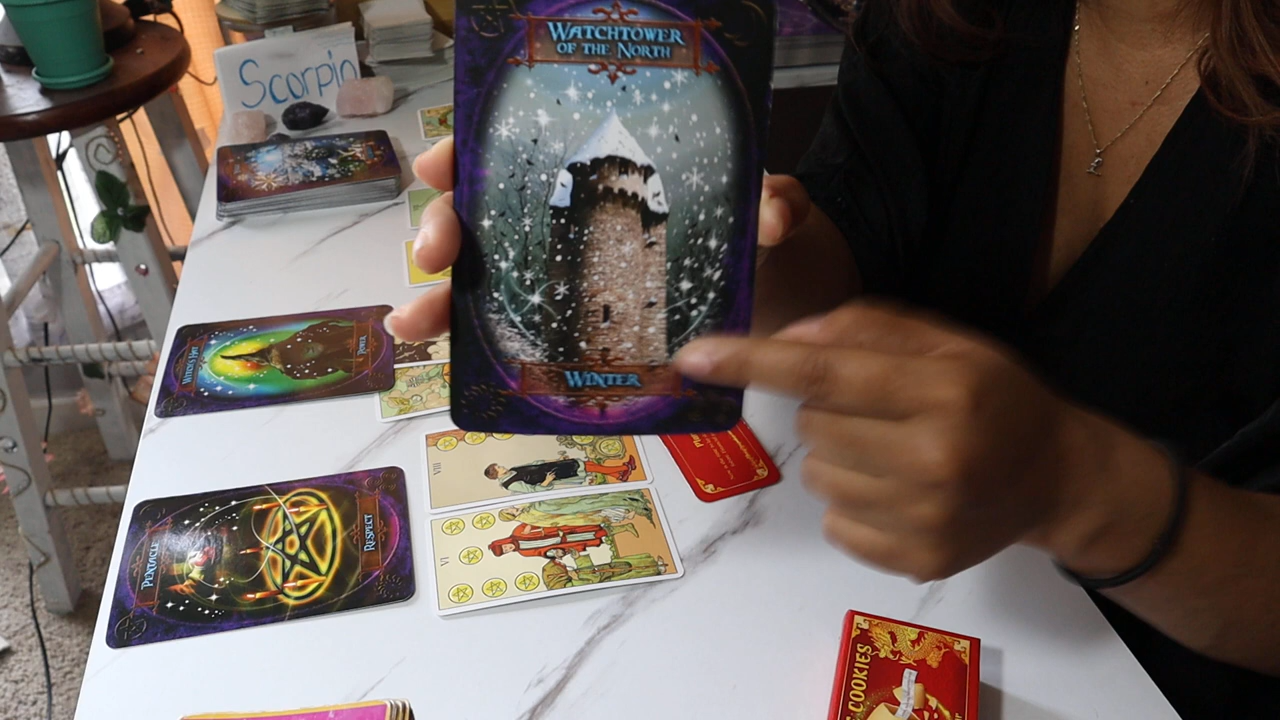 WATCHTOWER
OF THE NORTH
WINTER
Scorpio
WITCH'S HAT
POWER
PENTACLE
RESPECT
VIII
VI
COOKIES